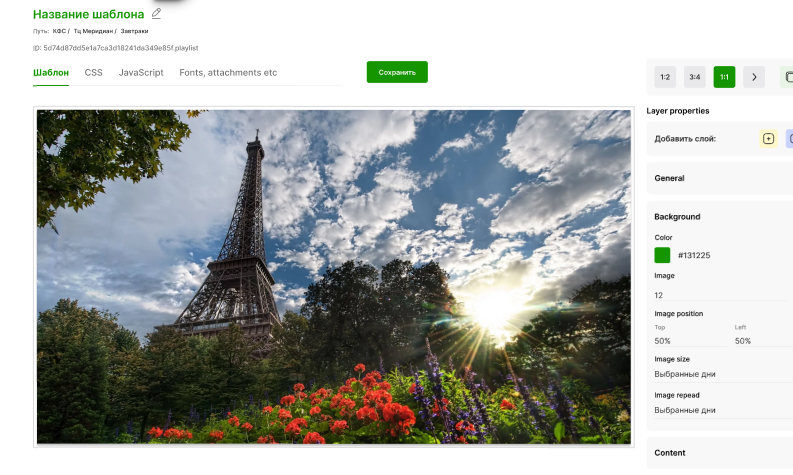 Название шаблона
Путь: КФС / Тц Меридиан / Завтраки
ID: 5d74d87dd5e1a7ca3d18241da349e85f.playlist
Шаблон CSS JavaScript Fonts, attachments etc Сохранить
1:2 3:4 1:1
Layer properties
Добавить слой:
General
Background
Color
#131225
Image
12
Image position
Top Left
50% 50%
Image size
Выбранные дни
Image repead
Выбранные дни
Content